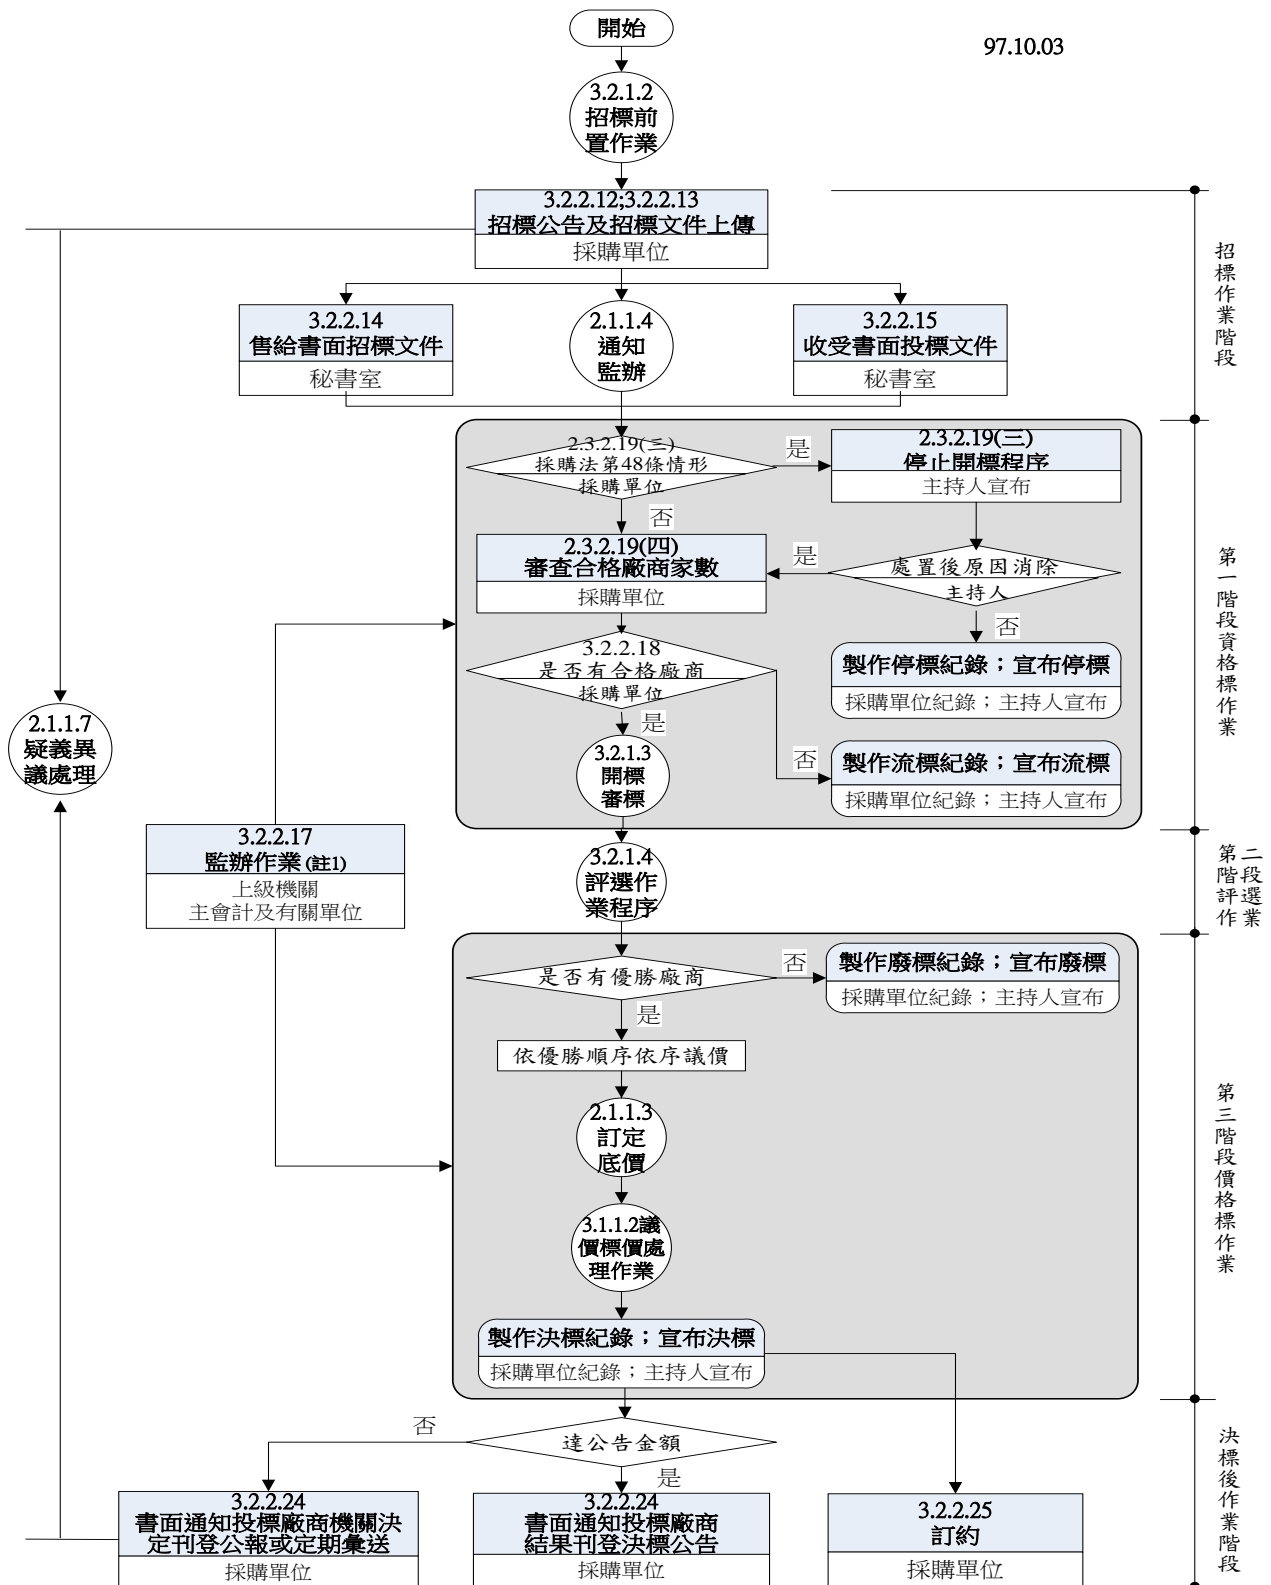 開始
97.10.03
3.2.1.2
招標前
置作業
3.2.2.12;3.2.2.13
招標公告及招標文件上傳
採購單位
3.2.2.14
售給書面招標文件
秘書室
2.1.1.4
通知
監辦
3.2.2.15
收受書面投標文件
秘書室
招標作業階段
2.3.2.19(三)
採購法第48條情形
採購單位
是
2.3.2.19(三)
停止開標程序
主持人宣布
否
2.3.2.19(四)
審查合格廠商家數
採購單位
是
處置後原因消除
主持人
否
製作停標紀錄；宣布停標
採購單位紀錄；主持人宣布
3.2.2.18
是否有合格廠商
採購單位
是
否
製作流標紀錄；宣布流標
採購單位紀錄；主持人宣布
3.2.1.3
開標
審標
第一階段資格標作業
2.1.1.7
疑義異
議處理
3.2.2.17
監辦作業(註1)
上級機關
主會計及有關單位
3.2.1.4
評選作
業程序
第二
階段
評選
作業
是否有優勝廠商
否
製作廢標紀錄；宣布廢標
採購單位紀錄；主持人宣布
是
依優勝順序依序議價
2.1.1.3
訂定
底價
3.1.1.2議
價標價處
理作業
製作決標紀錄；宣布決標
採購單位紀錄；主持人宣布
第三階段價格標作業
達公告金額
否
是
3.2.2.24
書面通知投標廠商機關決
定刊登公報或定期彙送
採購單位
3.2.2.24
書面通知投標廠商
結果刊登決標公告
採購單位
3.2.2.25
訂約
採購單位
決標後作業階段